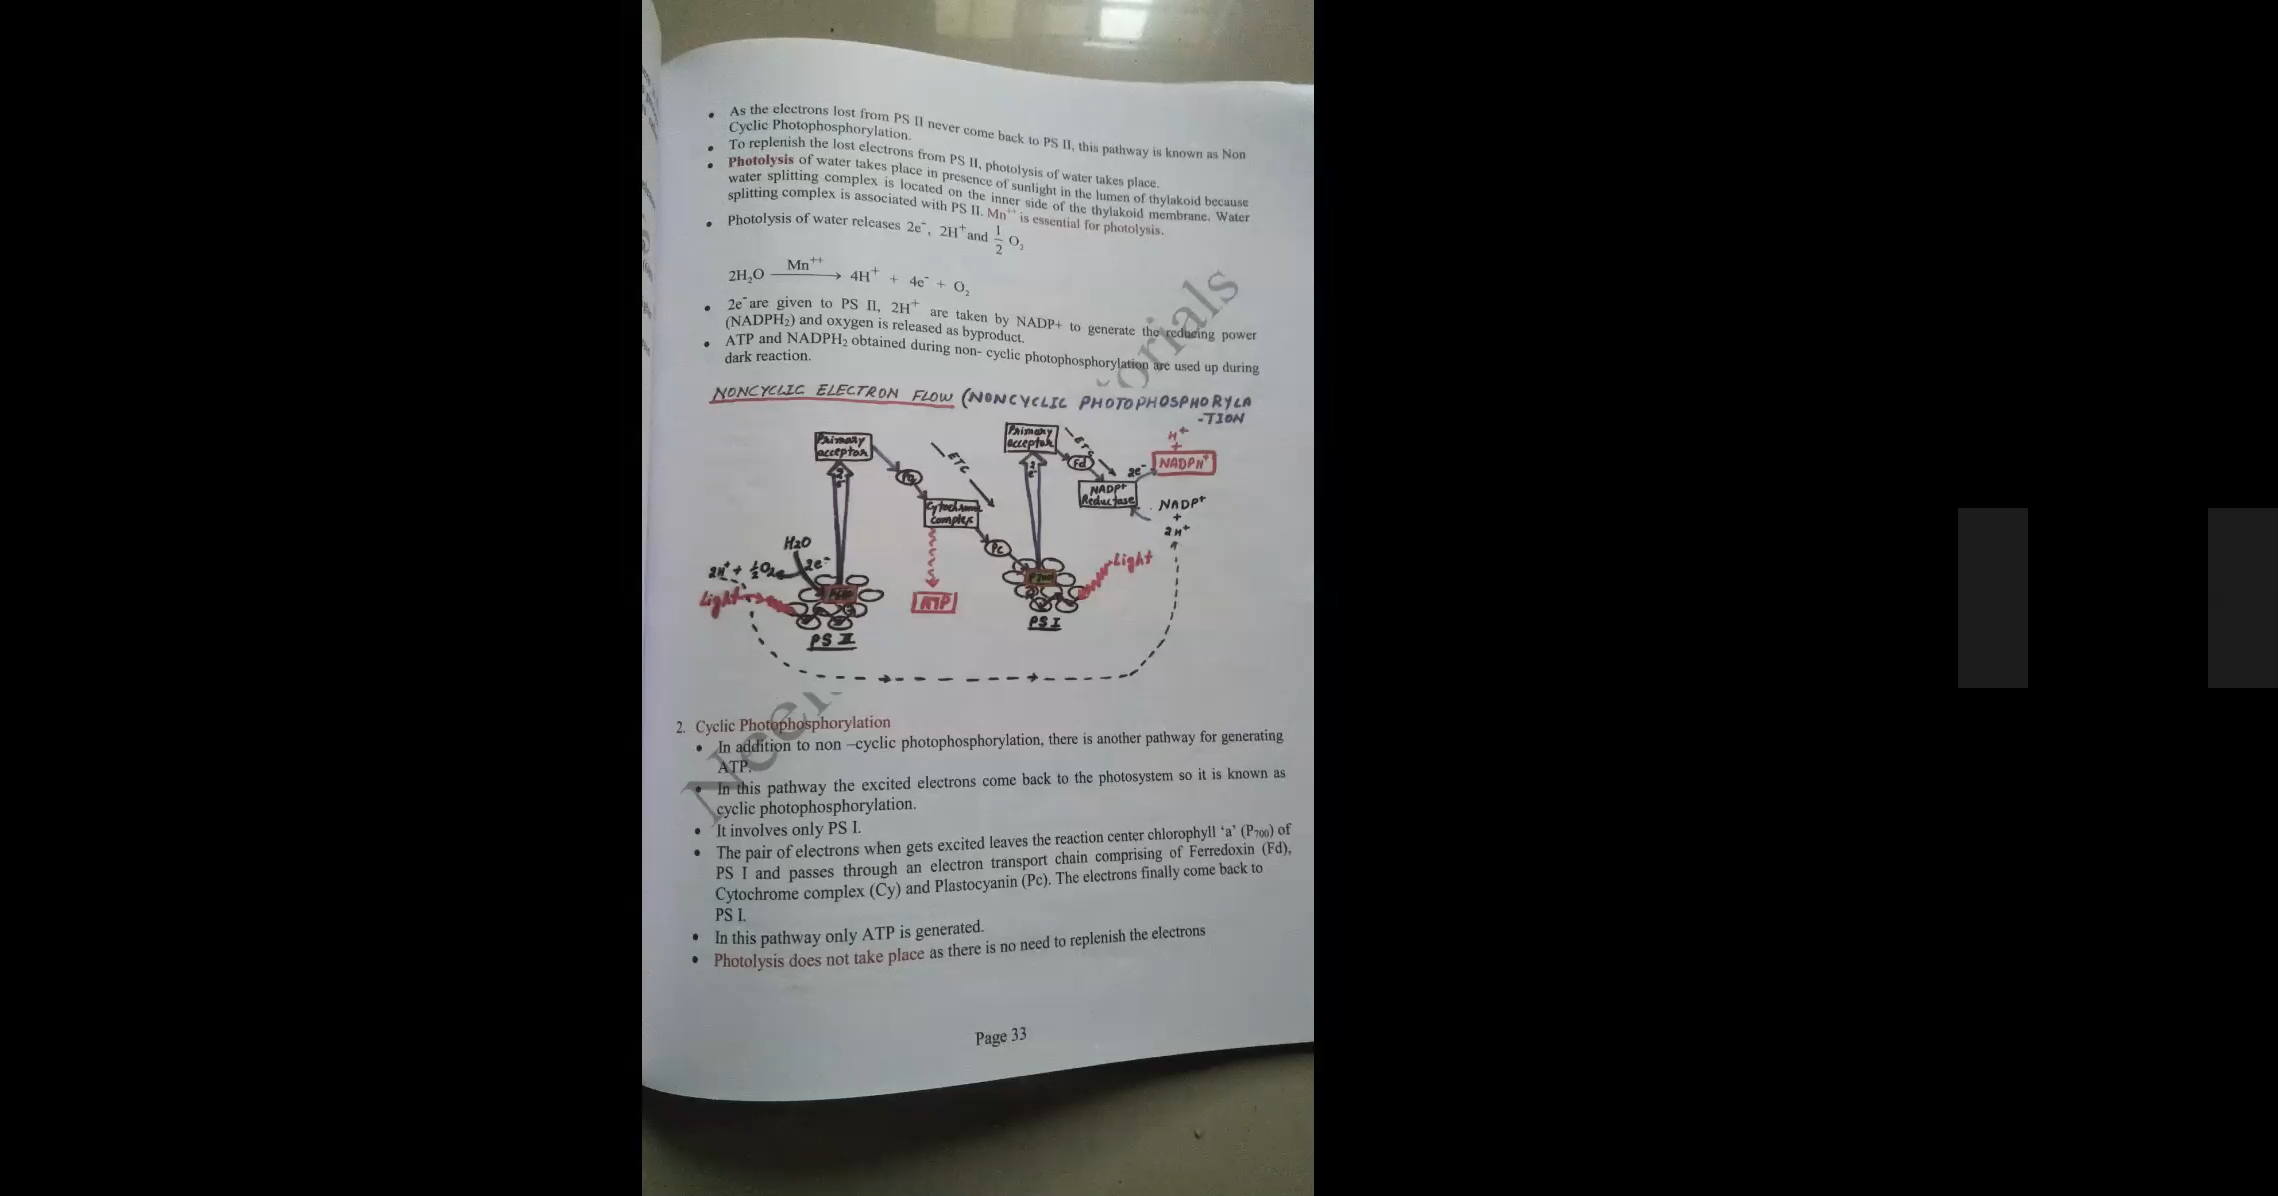 • As the electrons lost from PS II never come back to PS II, this pathway is known as Non
Cyclic Photophosphorylation.
• To replenish the lost electrons from PS II, photolysis of water takes place.
• Photolysis of water takes place in presence of sunlight in the lumen of thylakoid because
water splitting complex is located on the inner side of the thylakoid membrane. Water
splitting complex is associated with PS II. Mn⁺⁺ is essential for photolysis.
• Photolysis of water releases 2e⁻, 2H⁺ and 1/2 O₂
2H₂O —Mn⁺⁺→ 4H⁺ + 4e⁻ + O₂
• 2e⁻ are given to PS II, 2H⁺ are taken by NADP+ to generate the reducing power
(NADPH₂) and oxygen is released as byproduct.
• ATP and NADPH₂ obtained during non- cyclic photophosphorylation are used up during
dark reaction.
NONCYCLIC ELECTRON FLOW (NONCYCLIC PHOTOPHOSPHORYLA
-TION
Primary
acceptor
2
e⁻
PQ
ETC
Cytochrome
complex
Pc
ATP
Primary
acceptor
2
e⁻
ETC
Fd
2e⁻
H⁺
+
NADPH⁺
NADP⁺
Reductase
NADP⁺
+
2H⁺
H₂O
2H⁺ + ½O₂
2e⁻
Light
PS II
P700
Light
PS I
2. Cyclic Photophosphorylation
• In addition to non –cyclic photophosphorylation, there is another pathway for generating
ATP.
• In this pathway the excited electrons come back to the photosystem so it is known as
cyclic photophosphorylation.
• It involves only PS I.
• The pair of electrons when gets excited leaves the reaction center chlorophyll ‘a’ (P₇₀₀) of
PS I and passes through an electron transport chain comprising of Ferredoxin (Fd),
Cytochrome complex (Cy) and Plastocyanin (Pc). The electrons finally come back to
PS I.
• In this pathway only ATP is generated.
• Photolysis does not take place as there is no need to replenish the electrons
Page 33